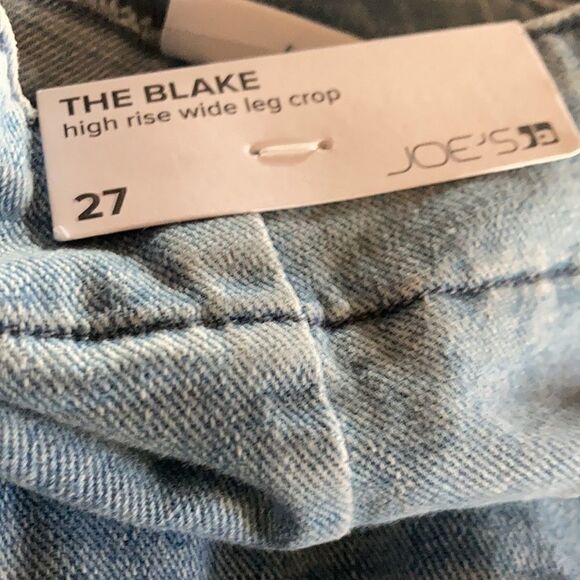 THE BLAKE
high rise wide leg crop
JOE'S
27